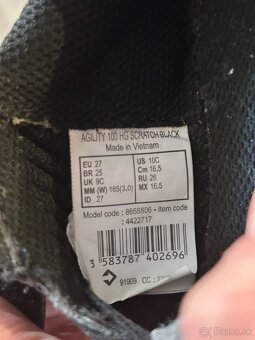 AGILITY 100 HG SCRATCH BLACK
Made in Vietnam
EU 27 US 10C
BR 25 Cm 16.5
UK 9C RU 26
MM (W) 165(3.0) MX 16.5
ID 27
Model code : 8668806 - Item code
: 4422717
3 583787 402696
91909 CC :
bazos.sk